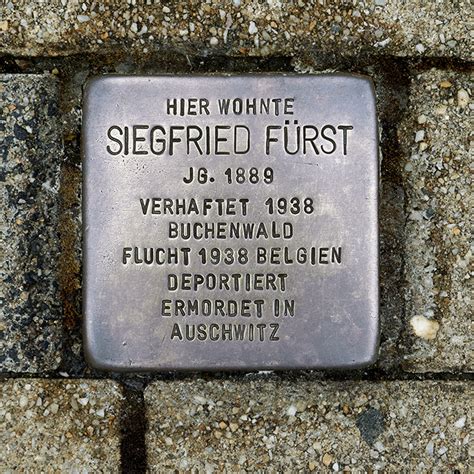 HIER WOHNTE
SIEGFRIED FÜRST
JG. 1889
VERHAFTET 1938
BUCHENWALD
FLUCHT 1938 BELGIEN
DEPORTIERT
ERMORDET IN
AUSCHWITZ